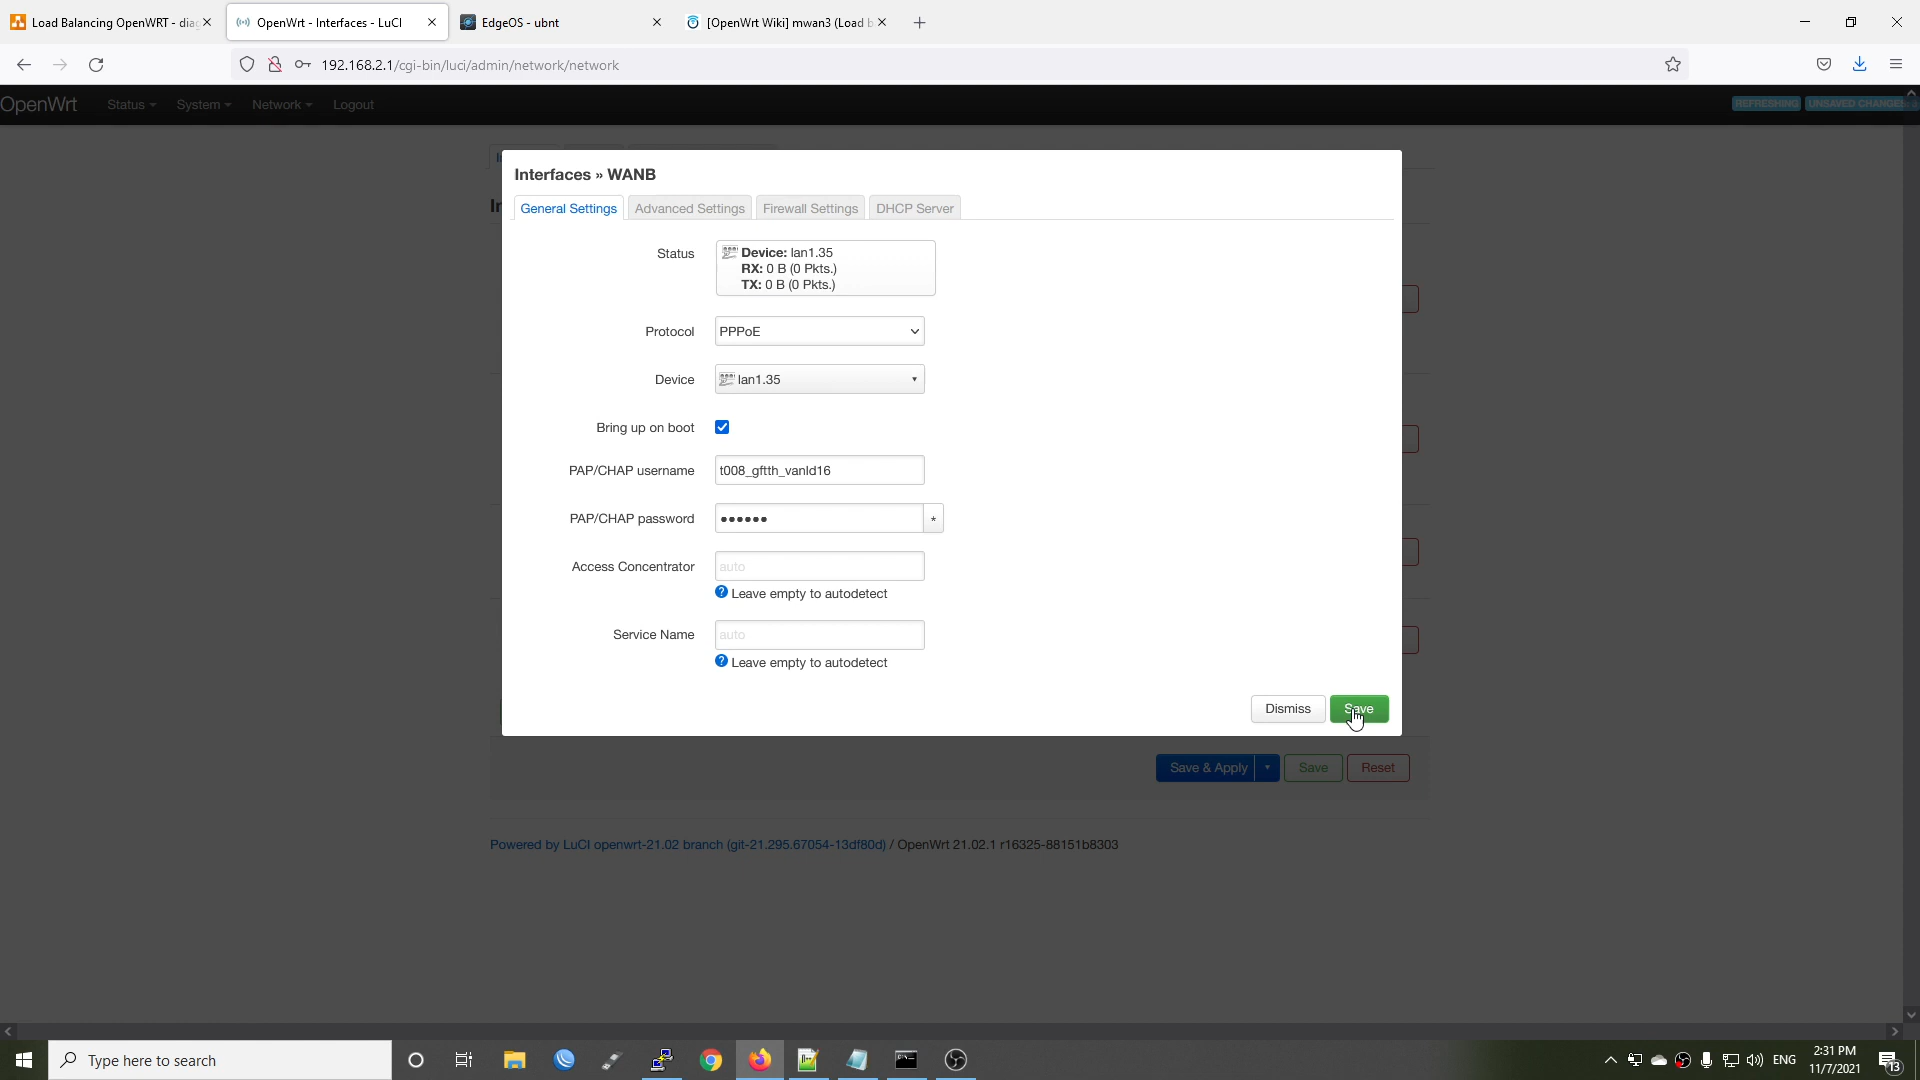 Load Balancing OpenWRT - diag
OpenWrt - Interfaces - LuCI
EdgeOS - ubnt
[OpenWrt Wiki] mwan3 (Load b
192.168.2.1/cgi-bin/luci/admin/network/network
OpenWrt
Status
System
Network
Logout
REFRESHING
UNSAVED CHANGES:
Interfaces » WANB
General Settings
Advanced Settings
Firewall Settings
DHCP Server
Status
Device: lan1.35
RX: 0 B (0 Pkts.)
TX: 0 B (0 Pkts.)
Protocol
PPPoE
Device
lan1.35
Bring up on boot
PAP/CHAP username
t008_gftth_vanld16
PAP/CHAP password
••••••
*
Access Concentrator
auto
Leave empty to autodetect
Service Name
auto
Leave empty to autodetect
Dismiss
Save
Save & Apply
Save
Reset
Powered by LuCI openwrt-21.02 branch (git-21.295.67054-13df80d) / OpenWrt 21.02.1 r16325-88151b8303
Type here to search
ENG
2:31 PM
11/7/2021
13